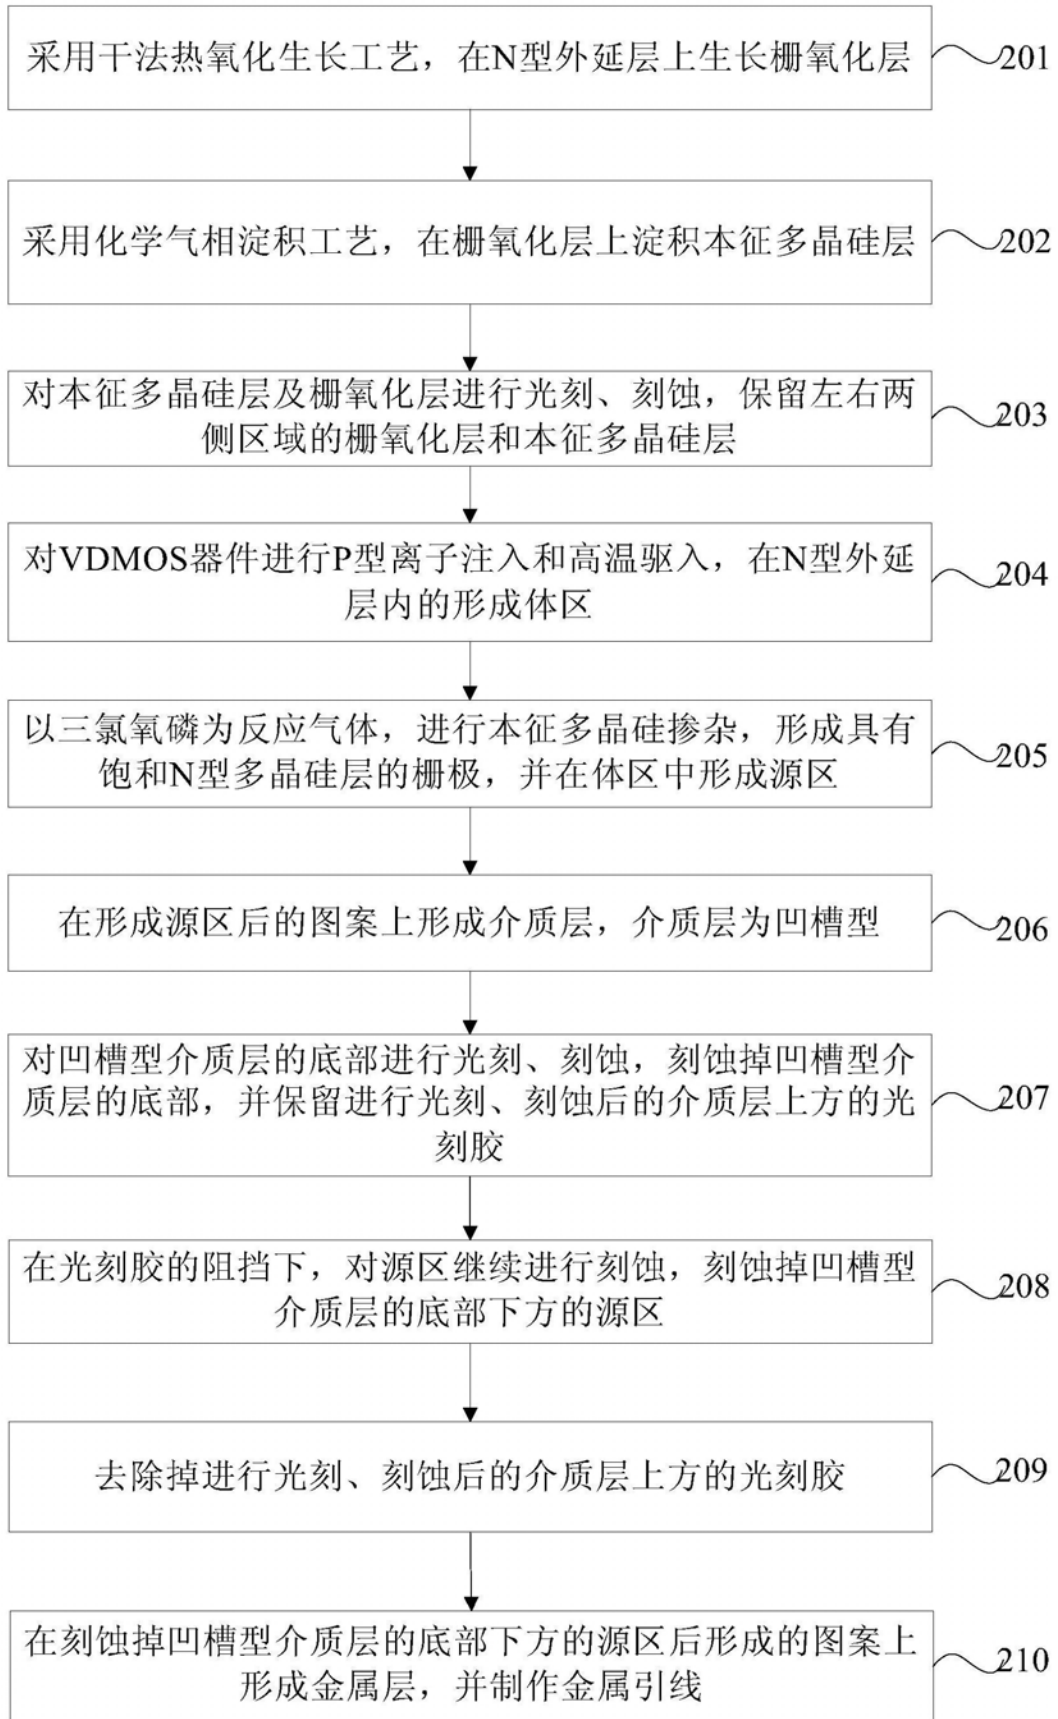 采用干法热氧化生长工艺，在N型外延层上生长栅氧化层
201
采用化学气相淀积工艺，在栅氧化层上淀积本征多晶硅层
202
对本征多晶硅层及栅氧化层进行光刻、刻蚀，保留左右两
侧区域的栅氧化层和本征多晶硅层
203
对VDMOS器件进行P型离子注入和高温驱入，在N型外延
层内的形成体区
204
以三氯氧磷为反应气体，进行本征多晶硅掺杂，形成具有
饱和N型多晶硅层的栅极，并在体区中形成源区
205
在形成源区后的图案上形成介质层，介质层为凹槽型
206
对凹槽型介质层的底部进行光刻、刻蚀，刻蚀掉凹槽型介
质层的底部，并保留进行光刻、刻蚀后的介质层上方的光
刻胶
207
在光刻胶的阻挡下，对源区继续进行刻蚀，刻蚀掉凹槽型
介质层的底部下方的源区
208
去除掉进行光刻、刻蚀后的介质层上方的光刻胶
209
在刻蚀掉凹槽型介质层的底部下方的源区后形成的图案上
形成金属层，并制作金属引线
210